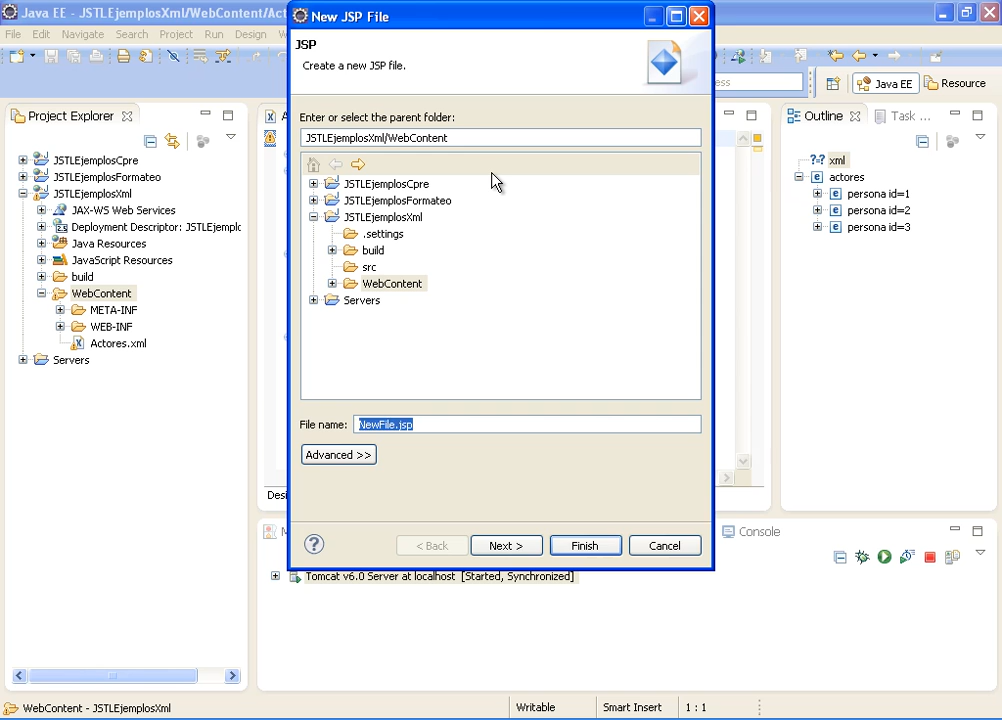 Java EE - JSTLEjemplosXml/WebContent/Act
File Edit Navigate Search Project Run Design
Project Explorer
JSTLEjemplosCpre
JSTLEjemplosFormateo
JSTLEjemplosXml
JAX-WS Web Services
Deployment Descriptor: JSTLEjemplo
Java Resources
JavaScript Resources
build
WebContent
META-INF
WEB-INF
Actores.xml
Servers
New JSP File
JSP
Create a new JSP file.
Enter or select the parent folder:
JSTLEjemplosXml/WebContent
JSTLEjemplosCpre
JSTLEjemplosFormateo
JSTLEjemplosXml
.settings
build
src
WebContent
Servers
File name: NewFile.jsp
Advanced >>
< Back
Next >
Finish
Cancel
Tomcat v6.0 Server at localhost [Started, Synchronized]
Java EE
Resource
Outline
Task ...
?=? xml
actores
persona id=1
persona id=2
persona id=3
Console
WebContent - JSTLEjemplosXml
Writable
Smart Insert
1 : 1